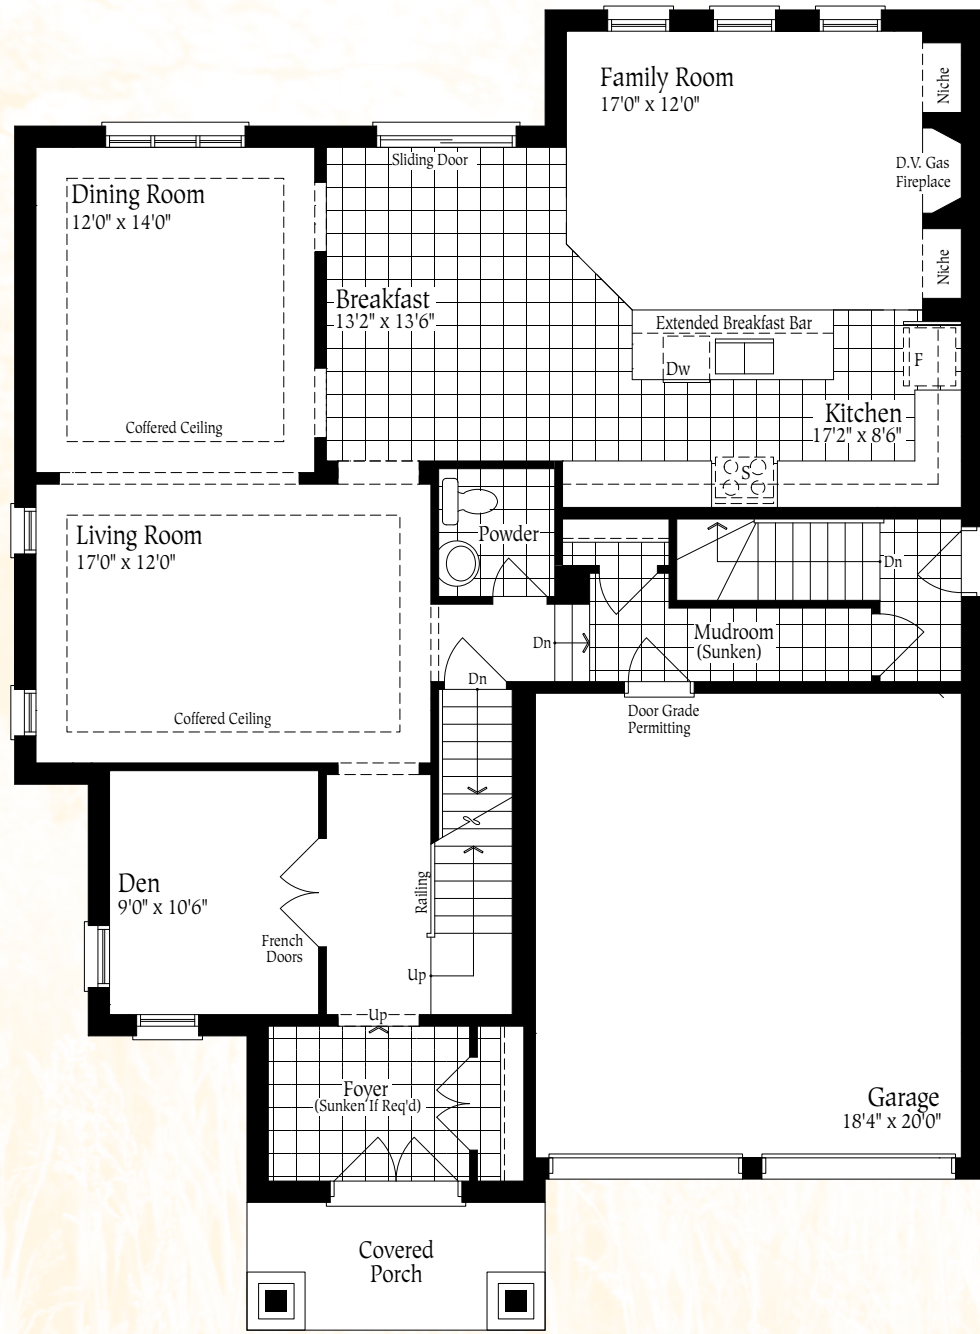 Family Room
17'0" x 12'0"
Niche
D.V. Gas
Fireplace
Niche
Sliding Door
Dining Room
12'0" x 14'0"
Coffered Ceiling
Breakfast
13'2" x 13'6"
Extended Breakfast Bar
Dw
F
Kitchen
17'2" x 8'6"
S
Living Room
17'0" x 12'0"
Coffered Ceiling
Powder
Dn
Mudroom
(Sunken)
Dn
Dn
Door Grade
Permitting
Den
9'0" x 10'6"
French
Doors
Railing
Up
Up
Foyer
(Sunken If Req'd)
Garage
18'4" x 20'0"
Covered
Porch